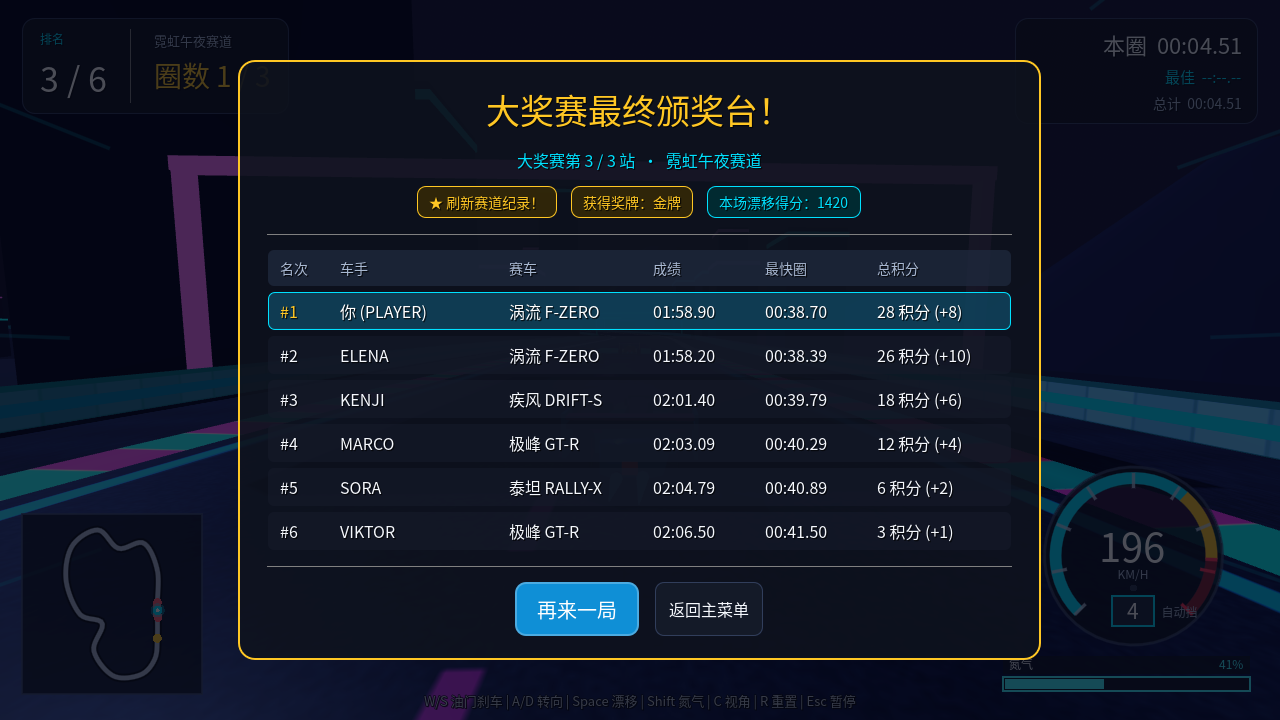 排名
霓虹午夜赛道
3 / 6
圈数 1 / 3
本圈 00:04.51
最佳 --:--.--
总计 00:04.51
大奖赛最终颁奖台！
大奖赛第 3 / 3 站 · 霓虹午夜赛道
★ 刷新赛道纪录！
获得奖牌：金牌
本场漂移得分：1420
名次 车手 赛车 成绩 最快圈 总积分
#1 你 (PLAYER) 涡流 F-ZERO 01:58.90 00:38.70 28 积分 (+8)
#2 ELENA 涡流 F-ZERO 01:58.20 00:38.39 26 积分 (+10)
#3 KENJI 疾风 DRIFT-S 02:01.40 00:39.79 18 积分 (+6)
#4 MARCO 极峰 GT-R 02:03.09 00:40.29 12 积分 (+4)
#5 SORA 泰坦 RALLY-X 02:04.79 00:40.89 6 积分 (+2)
#6 VIKTOR 极峰 GT-R 02:06.50 00:41.50 3 积分 (+1)
再来一局
返回主菜单
196
KM/H
4 自动挡
氮气 41%
W/S 油门刹车 | A/D 转向 | Space 漂移 | Shift 氮气 | C 视角 | R 重置 | Esc 暂停